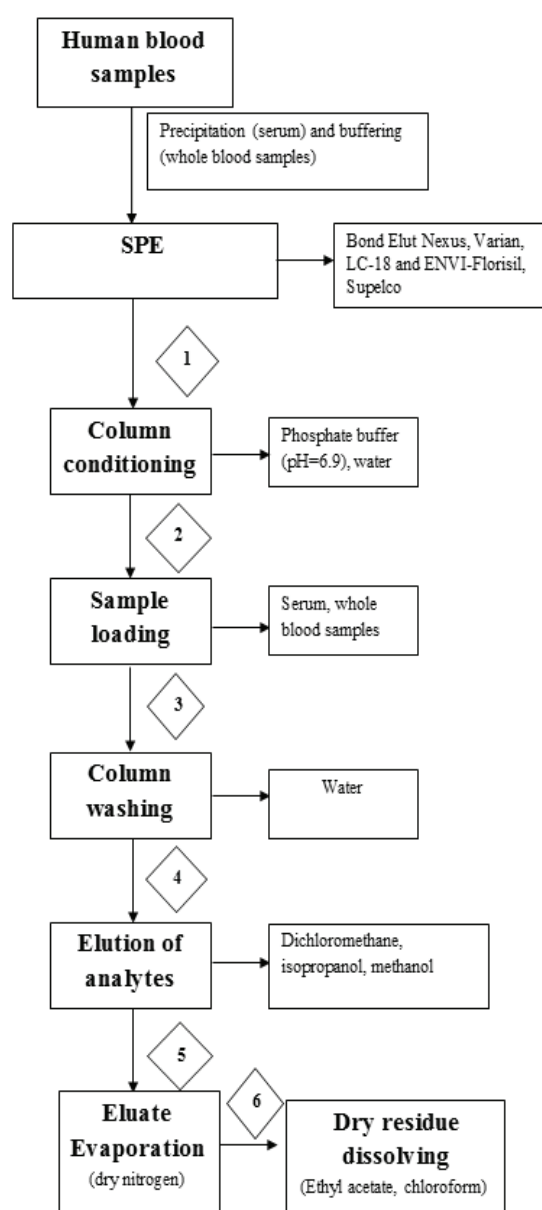 Human blood
samples
Precipitation (serum) and buffering
(whole blood samples)
SPE
Bond Elut Nexus, Varian,
LC-18 and ENVI-Florisil,
Supelco
1
Column
conditioning
Phosphate buffer
(pH=6.9), water
2
Sample
loading
Serum, whole
blood samples
3
Column
washing
Water
4
Elution of
analytes
Dichloromethane,
isopropanol, methanol
5
Eluate
Evaporation
(dry nitrogen)
6
Dry residue
dissolving
(Ethyl acetate, chloroform)